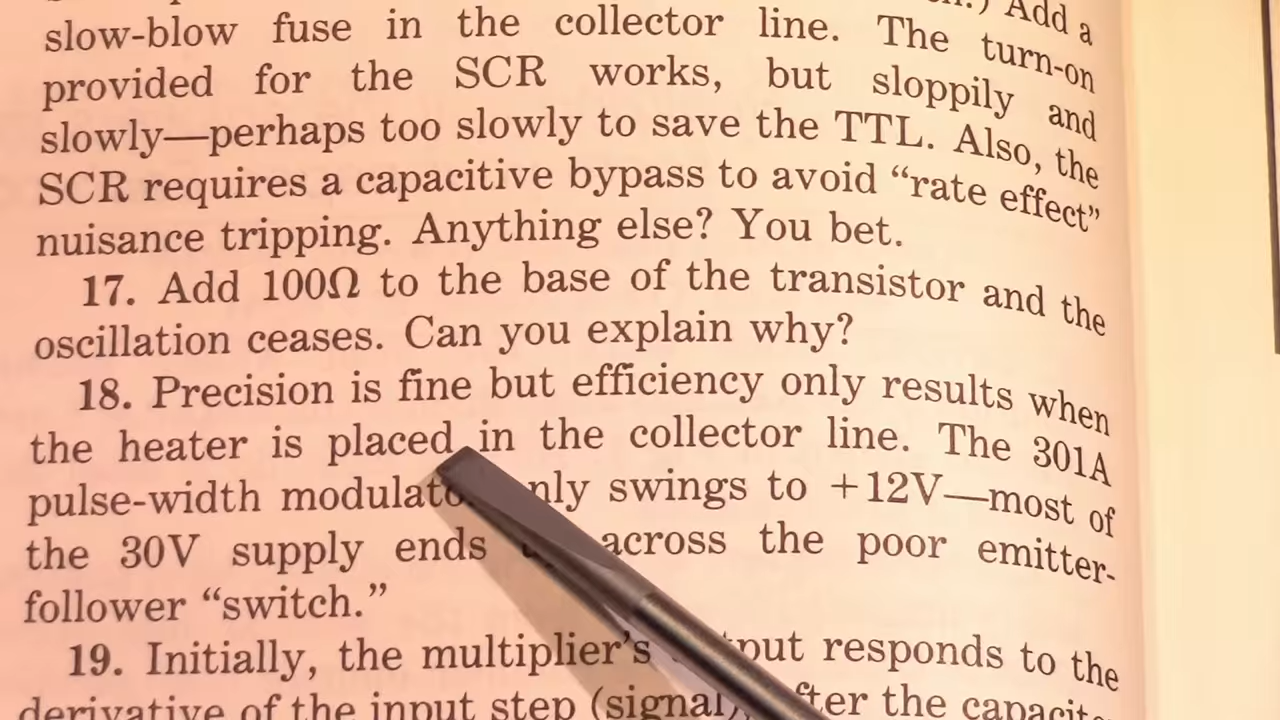 Add a
slow-blow fuse in the collector line. The turn-on
provided for the SCR works, but sloppily and
slowly—perhaps too slowly to save the TTL. Also, the
SCR requires a capacitive bypass to avoid “rate effect”
nuisance tripping. Anything else? You bet.
17. Add 100Ω to the base of the transistor and the
oscillation ceases. Can you explain why?
18. Precision is fine but efficiency only results when
the heater is placed in the collector line. The 301A
pulse-width swings to +12V—most of
the 30V supply ends across the poor emitter-
follower “switch.”
19. Initially, the multiplier's responds to the
derivative of the input step (signal) the